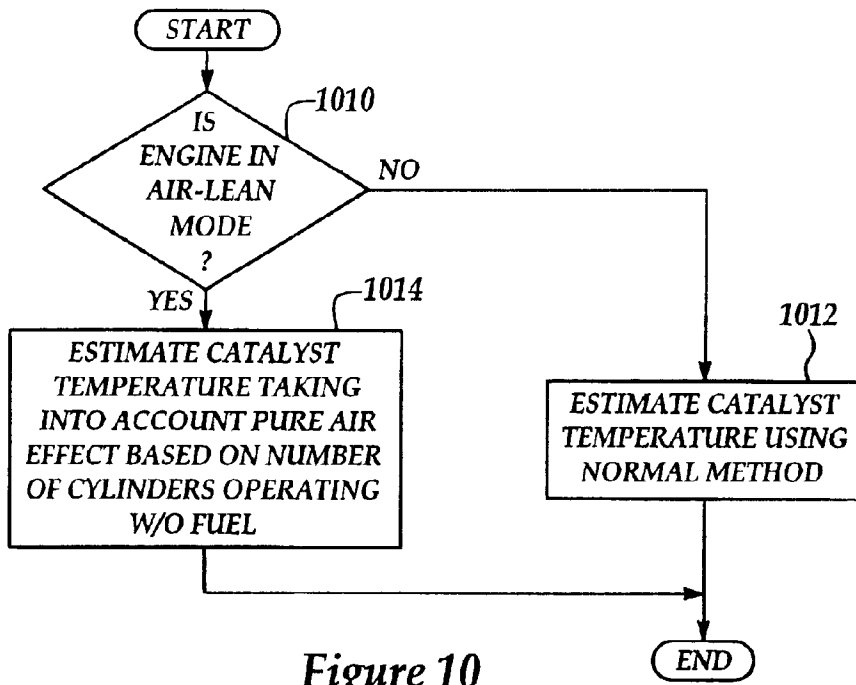 START
1010
IS
ENGINE IN
AIR-LEAN
MODE
?
NO
YES
1014
ESTIMATE CATALYST
TEMPERATURE TAKING
INTO ACCOUNT PURE AIR
EFFECT BASED ON NUMBER
OF CYLINDERS OPERATING
W/O FUEL
1012
ESTIMATE CATALYST
TEMPERATURE USING
NORMAL METHOD
END
Figure 10